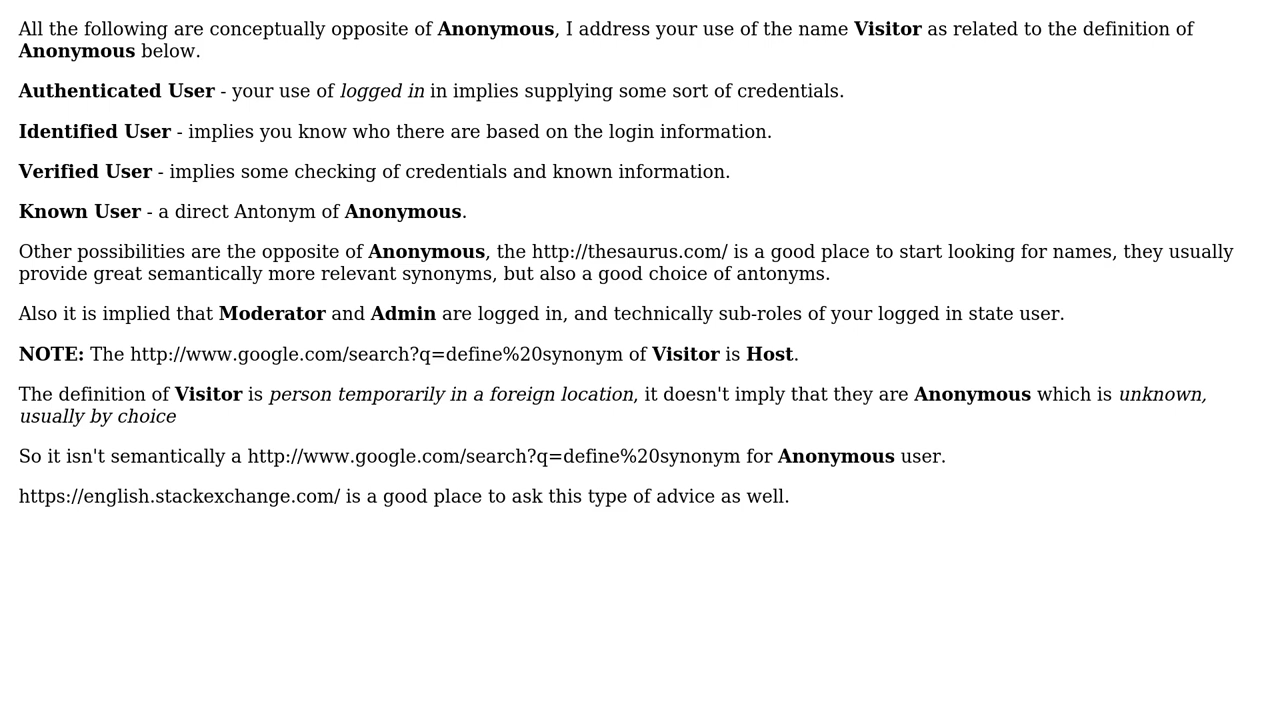 All the following are conceptually opposite of Anonymous, I address your use of the name Visitor as related to the definition of
Anonymous below.
Authenticated User - your use of logged in in implies supplying some sort of credentials.
Identified User - implies you know who there are based on the login information.
Verified User - implies some checking of credentials and known information.
Known User - a direct Antonym of Anonymous.
Other possibilities are the opposite of Anonymous, the http://thesaurus.com/ is a good place to start looking for names, they usually
provide great semantically more relevant synonyms, but also a good choice of antonyms.
Also it is implied that Moderator and Admin are logged in, and technically sub-roles of your logged in state user.
NOTE: The http://www.google.com/search?q=define%20synonym of Visitor is Host.
The definition of Visitor is person temporarily in a foreign location, it doesn't imply that they are Anonymous which is unknown,
usually by choice
So it isn't semantically a http://www.google.com/search?q=define%20synonym for Anonymous user.
https://english.stackexchange.com/ is a good place to ask this type of advice as well.